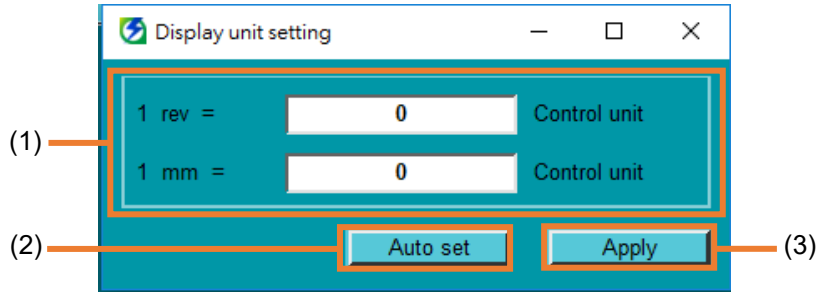 Display unit setting
1 rev = 0 Control unit
(1)
1 mm = 0 Control unit
(2) Auto set Apply (3)